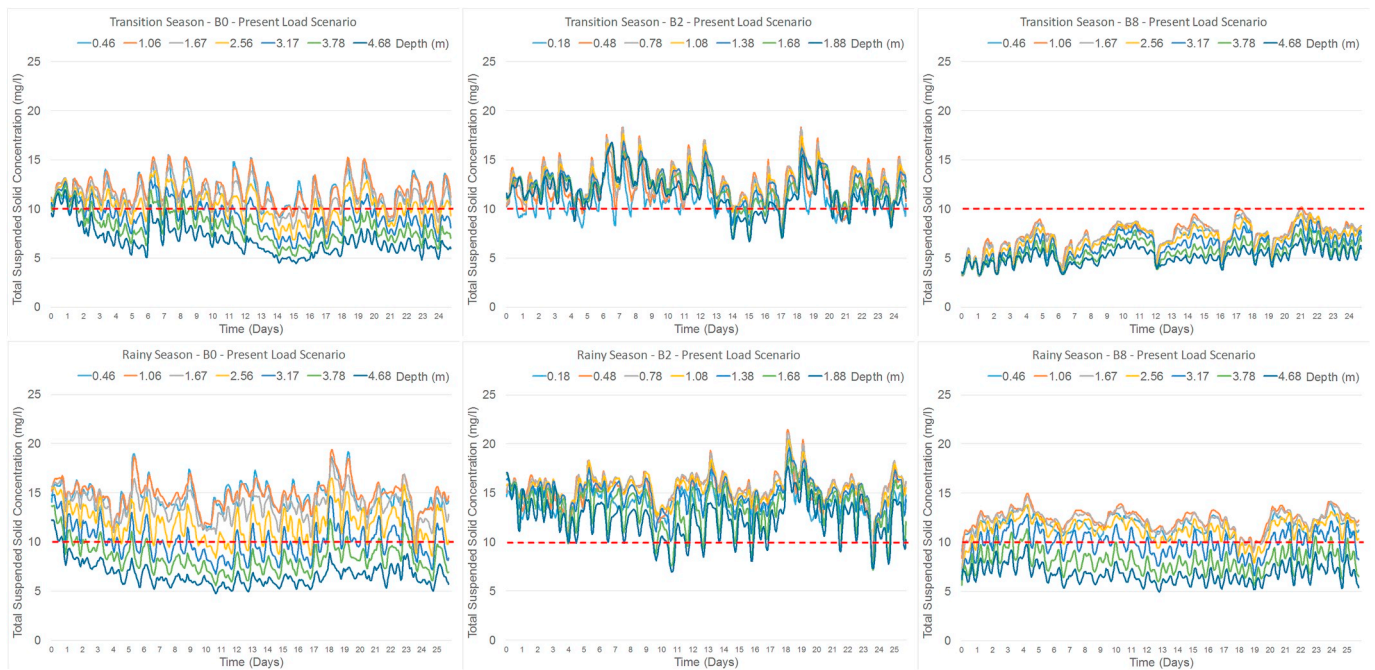 Transition Season - B0 - Present Load Scenario
0.46 1.06 1.67 2.56 3.17 3.78 4.68 Depth (m)
Total Suspended Solid Concentration (mg/l)
25
20
15
10
5
0
0 1 2 3 4 5 6 7 8 9 10 11 12 13 14 15 16 17 18 19 20 21 22 23 24
Time (Days)
Transition Season - B2 - Present Load Scenario
0.18 0.48 0.78 1.08 1.38 1.68 1.88 Depth (m)
Total Suspended Solid Concentration (mg/l)
25
20
15
10
5
0
0 1 2 3 4 5 6 7 8 9 10 11 12 13 14 15 16 17 18 19 20 21 22 23 24
Time (Days)
Transition Season - B8 - Present Load Scenario
0.46 1.06 1.67 2.56 3.17 3.78 4.68 Depth (m)
Total Suspended Solid Concentration (mg/l)
25
20
15
10
5
0
0 1 2 3 4 5 6 7 8 9 10 11 12 13 14 15 16 17 18 19 20 21 22 23 24
Time (Days)
Rainy Season - B0 - Present Load Scenario
0.46 1.06 1.67 2.56 3.17 3.78 4.68 Depth (m)
Total Suspended Solid Concentration (mg/l)
25
20
15
10
5
0
0 1 2 3 4 5 6 7 8 9 10 11 12 13 14 15 16 17 18 19 20 21 22 23 24 25
Time (Days)
Rainy Season - B2 - Present Load Scenario
0.18 0.48 0.78 1.08 1.38 1.68 1.88 Depth (m)
Total Suspended Solid Concentration (mg/l)
25
20
15
10
5
0
0 1 2 3 4 5 6 7 8 9 10 11 12 13 14 15 16 17 18 19 20 21 22 23 24 25
Time (Days)
Rainy Season - B8 - Present Load Scenario
0.46 1.06 1.67 2.56 3.17 3.78 4.68 Depth (m)
Total Suspended Solid Concentration (mg/l)
25
20
15
10
5
0
0 1 2 3 4 5 6 7 8 9 10 11 12 13 14 15 16 17 18 19 20 21 22 23 24 25
Time (Days)